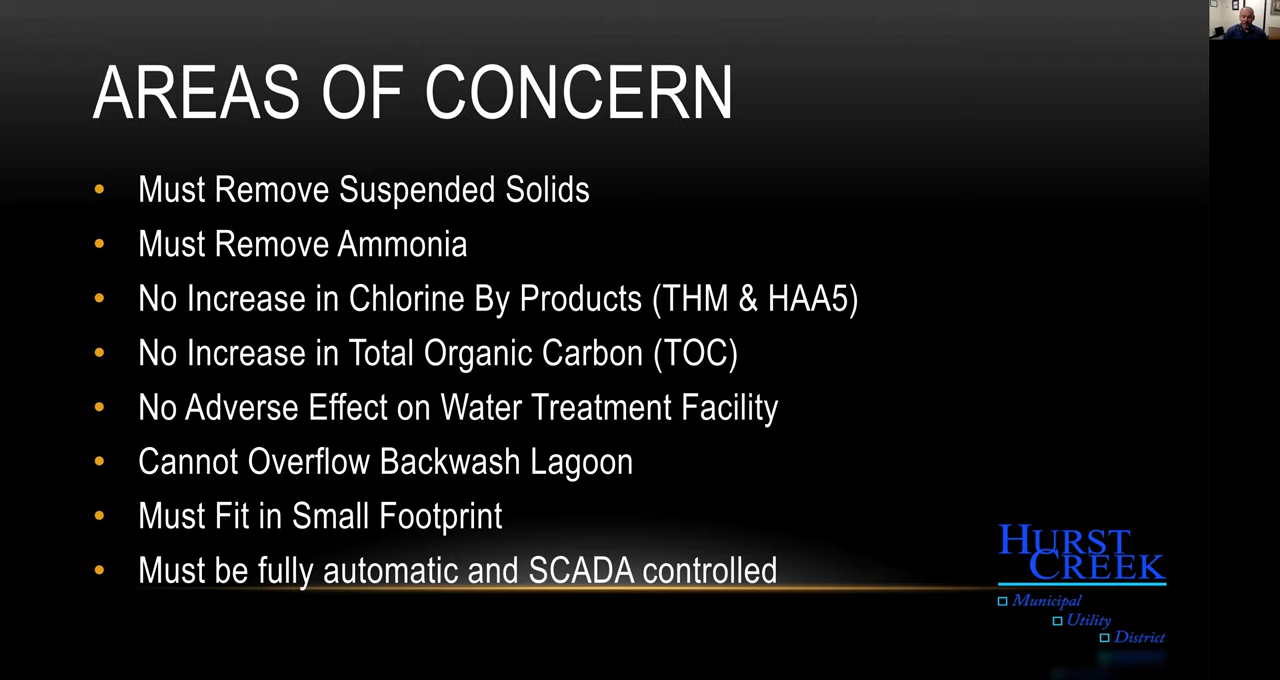 AREAS OF CONCERN
• Must Remove Suspended Solids
• Must Remove Ammonia
• No Increase in Chlorine By Products (THM & HAA5)
• No Increase in Total Organic Carbon (TOC)
• No Adverse Effect on Water Treatment Facility
• Cannot Overflow Backwash Lagoon
• Must Fit in Small Footprint
• Must be fully automatic and SCADA controlled
HURST
CREEK
Municipal
Utility
District